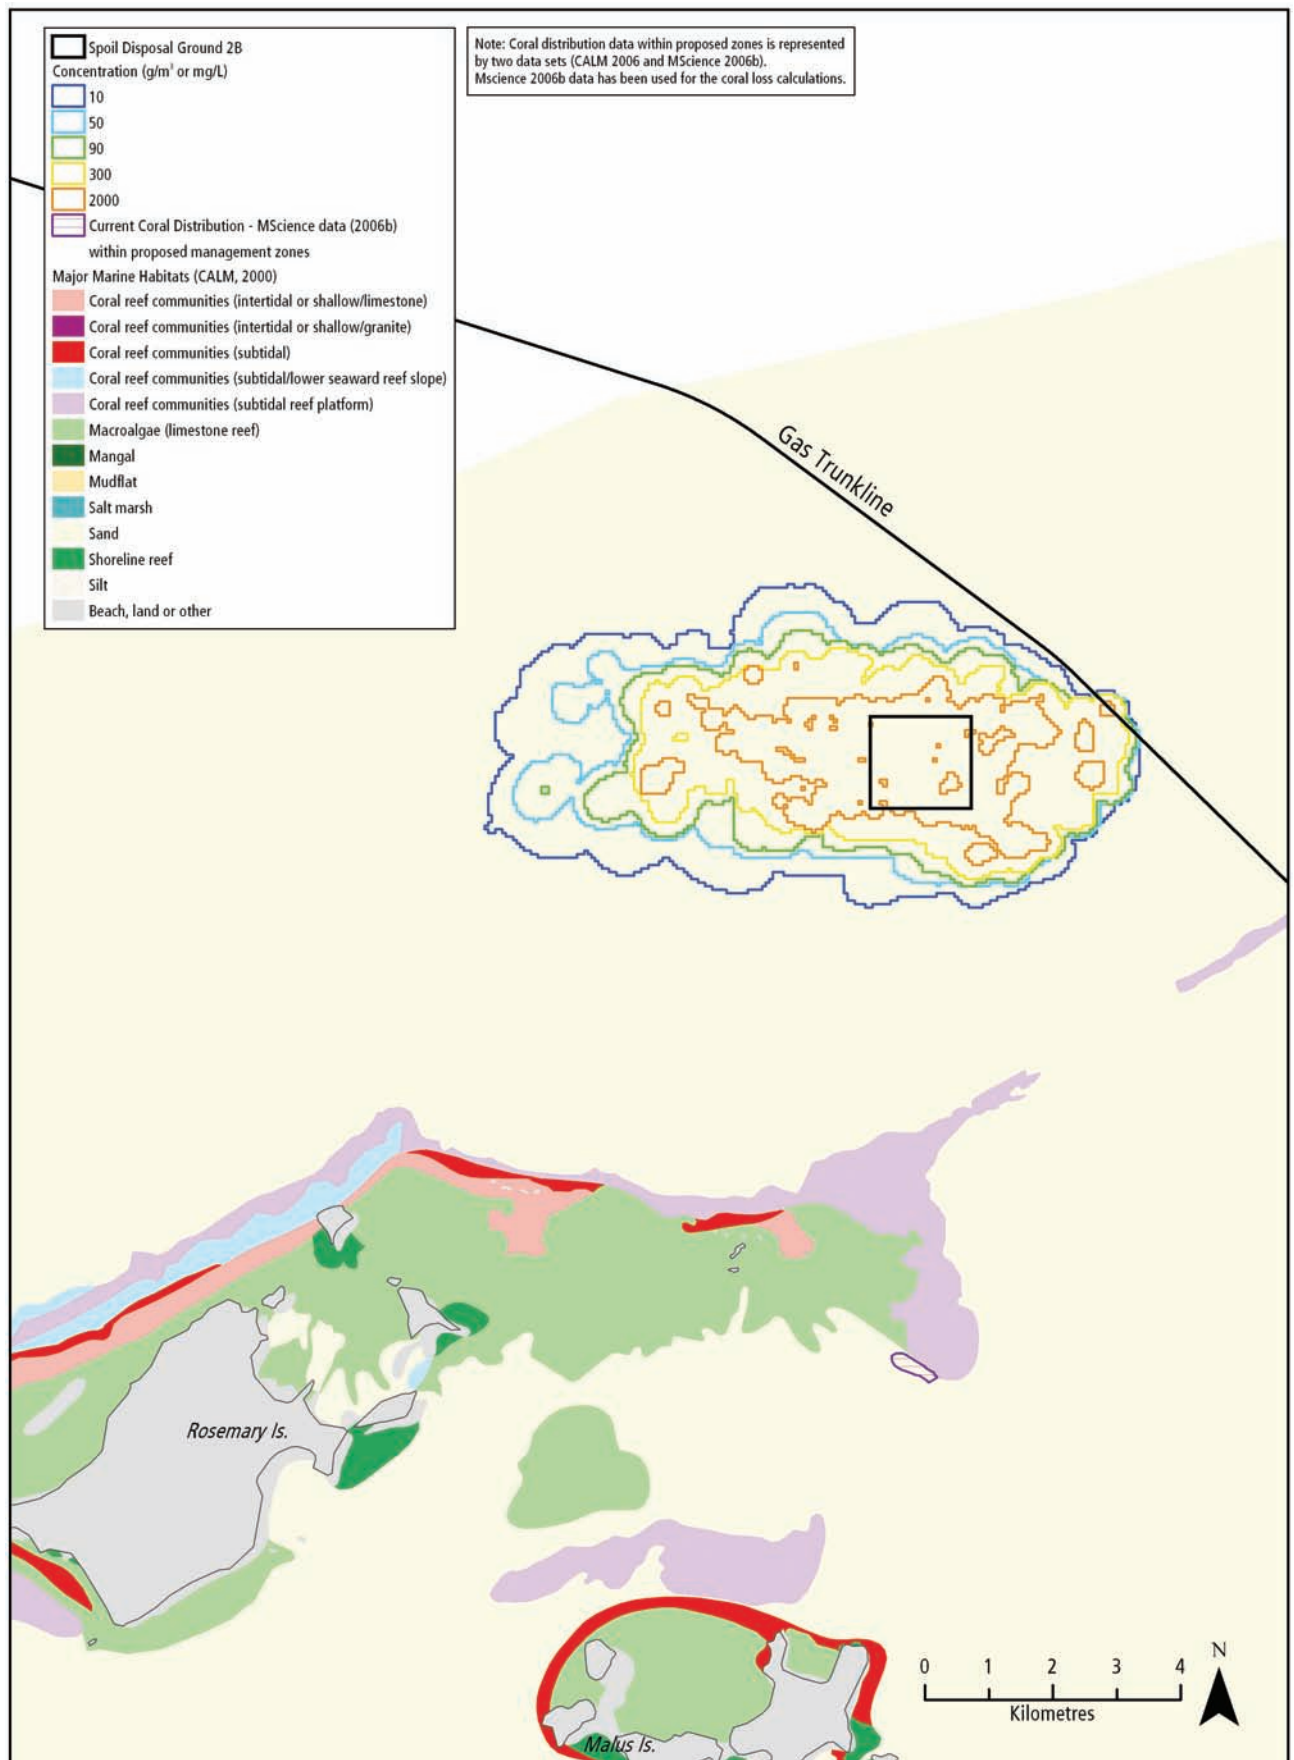 Spoil Disposal Ground 2B
Concentration (g/m³ or mg/L)
10
50
90
300
2000
Current Coral Distribution - MScience data (2006b)
within proposed management zones
Major Marine Habitats (CALM, 2000)
Coral reef communities (intertidal or shallow/limestone)
Coral reef communities (intertidal or shallow/granite)
Coral reef communities (subtidal)
Coral reef communities (subtidal/lower seaward reef slope)
Coral reef communities (subtidal reef platform)
Macroalgae (limestone reef)
Mangal
Mudflat
Salt marsh
Sand
Shoreline reef
Silt
Beach, land or other
Note: Coral distribution data within proposed zones is represented
by two data sets (CALM 2006 and MScience 2006b).
Mscience 2006b data has been used for the coral loss calculations.
Gas Trunkline
Rosemary Is.
Malus Is.
0 1 2 3 4
Kilometres
N